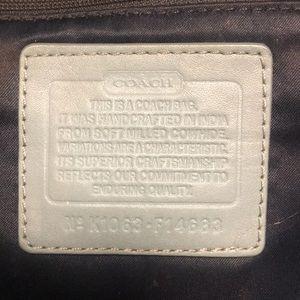 COACH
THIS IS A COACH BAG.
IT WAS HANDCRAFTED IN INDIA
FROM SOFT MILLED COWHIDE.
VARIATIONS ARE A CHARACTERISTIC.
ITS SUPERIOR CRAFTSMANSHIP
REFLECTS OUR COMMITMENT TO
ENDURING QUALITY.
Nº K1063-F14683